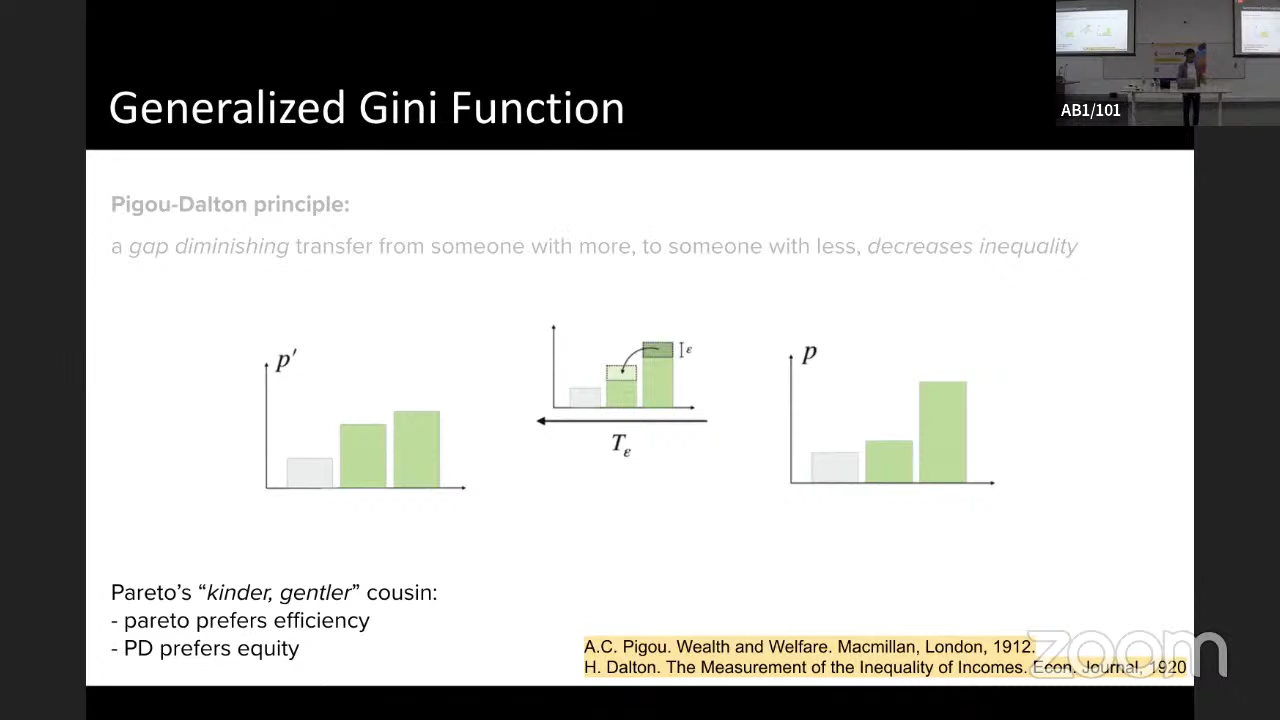 Generalized Gini Function
AB1/101
Pigou-Dalton principle:
a gap diminishing transfer from someone with more, to someone with less, decreases inequality
p′
ε
p
Tε
Pareto's “kinder, gentler” cousin:
- pareto prefers efficiency
- PD prefers equity
A.C. Pigou. Wealth and Welfare. Macmillan, London, 1912.
H. Dalton. The Measurement of the Inequality of Incomes. Econ. Journal, 1920
zoom